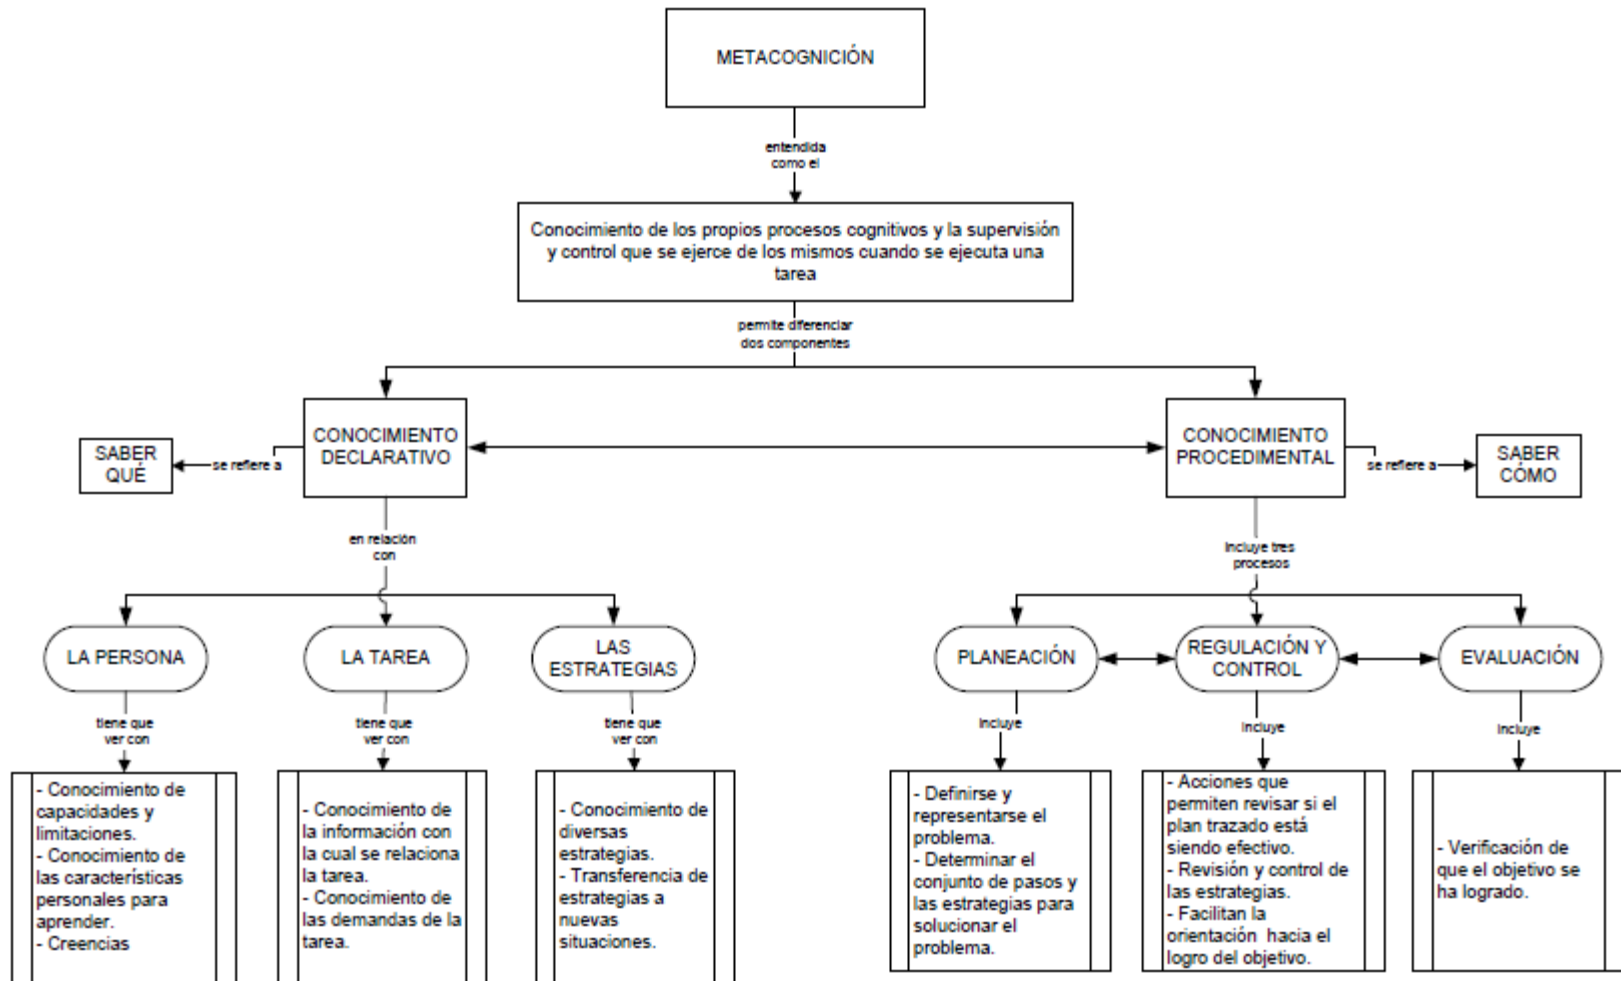 METACOGNICIÓN
entendida
como el
Conocimiento de los propios procesos cognitivos y la supervisión
y control que se ejerce de los mismos cuando se ejecuta una
tarea
permite diferenciar
dos componentes
CONOCIMIENTO
DECLARATIVO
se refiere a
SABER
QUÉ
CONOCIMIENTO
PROCEDIMENTAL
se refiere a
SABER
CÓMO
en relación
con
LA PERSONA
LA TAREA
LAS
ESTRATEGIAS
tiene que
ver con
- Conocimiento de
capacidades y
limitaciones.
- Conocimiento de
las características
personales para
aprender.
- Creencias
tiene que
ver con
- Conocimiento de
la información con
la cual se relaciona
la tarea.
- Conocimiento de
las demandas de la
tarea.
tiene que
ver con
- Conocimiento de
diversas
estrategias.
- Transferencia de
estrategias a
nuevas
situaciones.
Incluye tres
procesos
PLANEACIÓN
REGULACIÓN Y
CONTROL
EVALUACIÓN
Incluye
- Definirse y
representarse el
problema.
- Determinar el
conjunto de pasos y
las estrategias para
solucionar el
problema.
Incluye
- Acciones que
permiten revisar si el
plan trazado está
siendo efectivo.
- Revisión y control de
las estrategias.
- Facilitan la
orientación hacia el
logro del objetivo.
Incluye
- Verificación de
que el objetivo se
ha logrado.